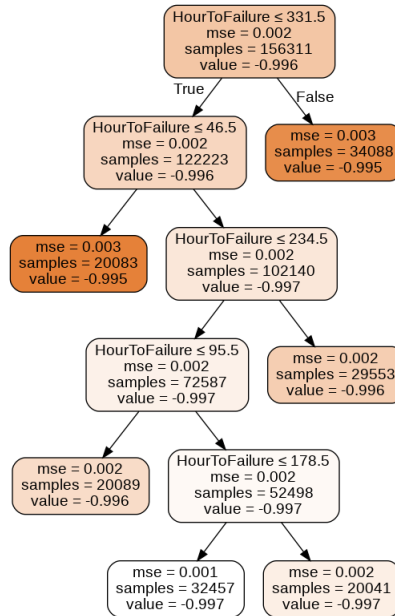 HourToFailure ≤ 331.5
mse = 0.002
samples = 156311
value = -0.996
True
False
HourToFailure ≤ 46.5
mse = 0.002
samples = 122223
value = -0.996
mse = 0.003
samples = 34088
value = -0.995
mse = 0.003
samples = 20083
value = -0.995
HourToFailure ≤ 234.5
mse = 0.002
samples = 102140
value = -0.997
HourToFailure ≤ 95.5
mse = 0.002
samples = 72587
value = -0.997
mse = 0.002
samples = 29553
value = -0.996
mse = 0.002
samples = 20089
value = -0.996
HourToFailure ≤ 178.5
mse = 0.002
samples = 52498
value = -0.997
mse = 0.001
samples = 32457
value = -0.997
mse = 0.002
samples = 20041
value = -0.997